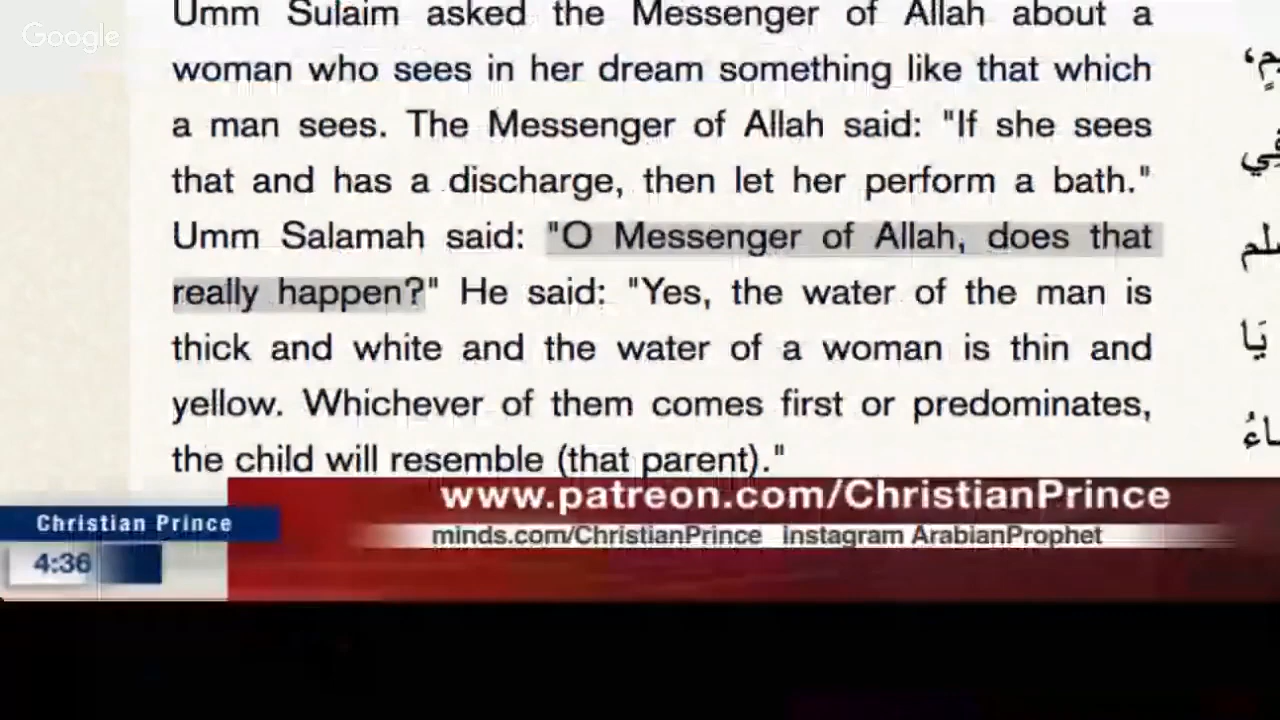 Google
Umm Sulaim asked the Messenger of Allah about a
woman who sees in her dream something like that which
a man sees. The Messenger of Allah said: "If she sees
that and has a discharge, then let her perform a bath."
Umm Salamah said: "O Messenger of Allah, does that
really happen?" He said: "Yes, the water of the man is
thick and white and the water of a woman is thin and
yellow. Whichever of them comes first or predominates,
the child will resemble (that parent)."
في
يَا
www.patreon.com/ChristianPrince
Christian Prince
minds.com/ChristianPrince instagram ArabianProphet
4:36